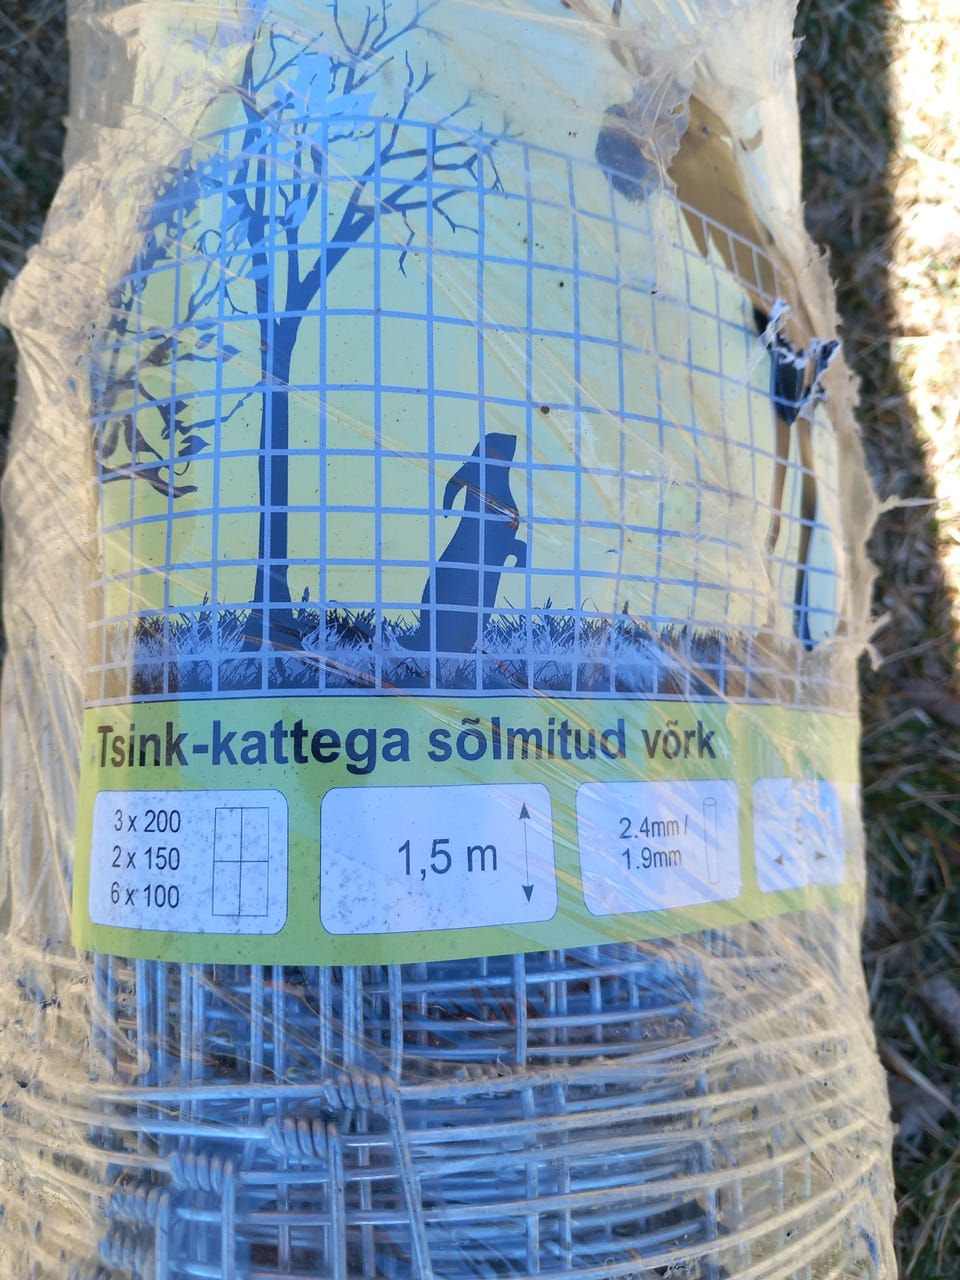 Tsink-kattega sõlmitud võrk
3 x 200
2 x 150
6 x 100
1,5 m
2.4mm /
1.9mm